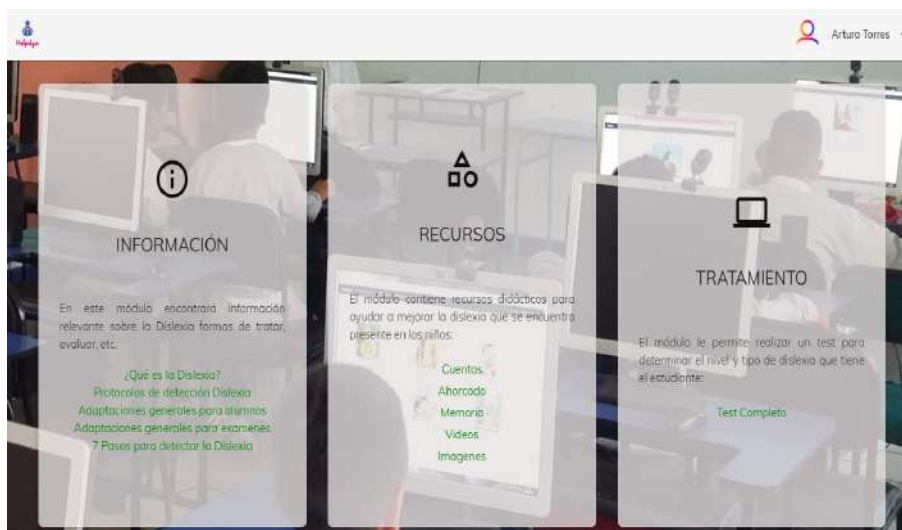 Helpdys
Arturo Torres
INFORMACIÓN
En este módulo encontrará información
relevante sobre la Dislexia formas de tratar,
evaluar, etc.
¿Qué es la Dislexia?
Protocolos de detección Dislexia
Adaptaciones generales para alumnos
Adaptaciones generales para examenes
7 Pasos para detectar la Dislexia
RECURSOS
El módulo contiene recursos didácticos para
ayudar a mejorar la dislexia que se encuentra
presente en los niños:
Cuentos
Ahorcado
Memoria
Videos
Imagenes
TRATAMIENTO
El módulo le permite realizar un test para
determinar el nivel y tipo de dislexia que tiene
el estudiante:
Test Completo